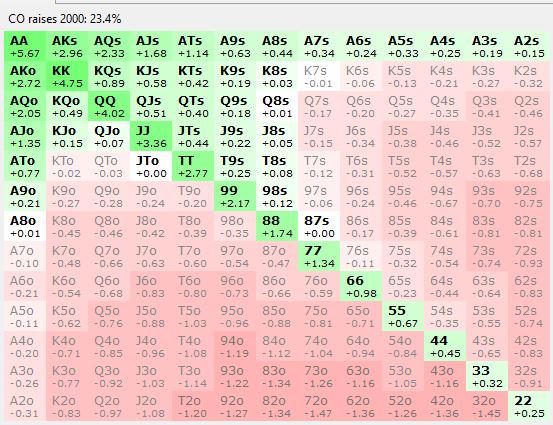 CO raises 2000: 23.4%
AA AKs AQs AJs ATs A9s A8s A7s A6s A5s A4s A3s A2s
+5.67 +2.96 +2.33 +1.68 +1.14 +0.63 +0.44 +0.34 +0.24 +0.33 +0.25 +0.19 +0.15
AKo KK KQs KJs KTs K9s K8s K7s K6s K5s K4s K3s K2s
+2.72 +4.75 +0.89 +0.58 +0.42 +0.19 +0.03 -0.01 -0.06 -0.13 -0.21 -0.27 -0.32
AQo KQo QQ QJs QTs Q9s Q8s Q7s Q6s Q5s Q4s Q3s Q2s
+2.05 +0.49 +4.02 +0.51 +0.40 +0.18 -0.01 -0.17 -0.20 -0.27 -0.35 -0.41 -0.46
AJo KJo QJo JJ JTs J9s J8s J7s J6s J5s J4s J3s J2s
+1.35 +0.15 +0.07 +3.36 +0.44 +0.22 +0.05 -0.15 -0.34 -0.38 -0.46 -0.52 -0.57
ATo KTo QTo JTo TT T9s T8s T7s T6s T5s T4s T3s T2s
+0.77 -0.02 -0.03 +0.00 +2.77 +0.25 +0.08 -0.12 -0.31 -0.52 -0.57 -0.63 -0.68
A9o K9o Q9o J9o T9o 99 98s 97s 96s 95s 94s 93s 92s
+0.21 -0.27 -0.28 -0.24 -0.20 +2.17 +0.12 -0.06 -0.24 -0.46 -0.67 -0.70 -0.75
A8o K8o Q8o J8o T8o 98o 88 87s 86s 85s 84s 83s 82s
+0.01 -0.45 -0.46 -0.42 -0.39 -0.35 +1.74 +0.00 -0.17 -0.39 -0.61 -0.81 -0.81
A7o K7o Q7o J7o T7o 97o 87o 77 76s 75s 74s 73s 72s
-0.10 -0.48 -0.63 -0.63 -0.60 -0.54 -0.47 +1.34 -0.11 -0.32 -0.54 -0.74 -0.93
A6o K6o Q6o J6o T6o 96o 86o 76o 66 65s 64s 63s 62s
-0.21 -0.54 -0.68 -0.83 -0.80 -0.73 -0.66 -0.59 +0.98 -0.23 -0.44 -0.64 -0.83
A5o K5o Q5o J5o T5o 95o 85o 75o 65o 55 54s 53s 52s
-0.11 -0.62 -0.76 -0.88 -1.03 -0.96 -0.88 -0.81 -0.71 +0.67 -0.35 -0.55 -0.74
A4o K4o Q4o J4o T4o 94o 84o 74o 64o 54o 44 43s 42s
-0.20 -0.71 -0.85 -0.96 -1.08 -1.19 -1.12 -1.04 -0.94 -0.84 +0.45 -0.65 -0.83
A3o K3o Q3o J3o T3o 93o 83o 73o 63o 53o 43o 33 32s
-0.26 -0.77 -0.92 -1.03 -1.14 -1.22 -1.34 -1.26 -1.16 -1.05 -1.16 +0.32 -0.91
A2o K2o Q2o J2o T2o 92o 82o 72o 62o 52o 42o 32o 22
-0.31 -0.83 -0.97 -1.08 -1.20 -1.27 -1.34 -1.47 -1.36 -1.26 -1.36 -1.45 +0.25